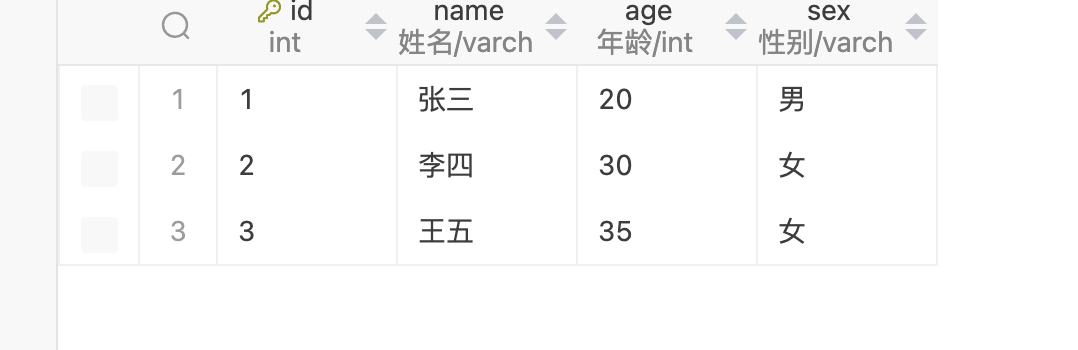 id name age sex
int 姓名/varch 年龄/int 性别/varch
1 1 张三 20 男
2 2 李四 30 女
3 3 王五 35 女